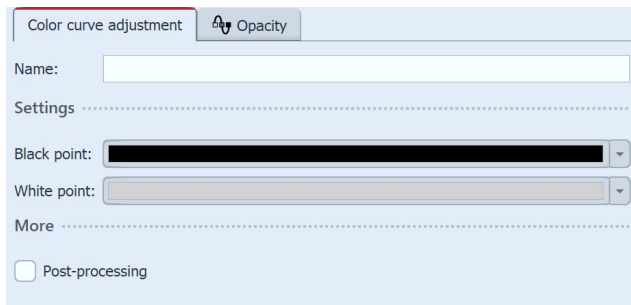 Color curve adjustment Opacity
Name:
Settings
Black point:
White point:
More
Post-processing